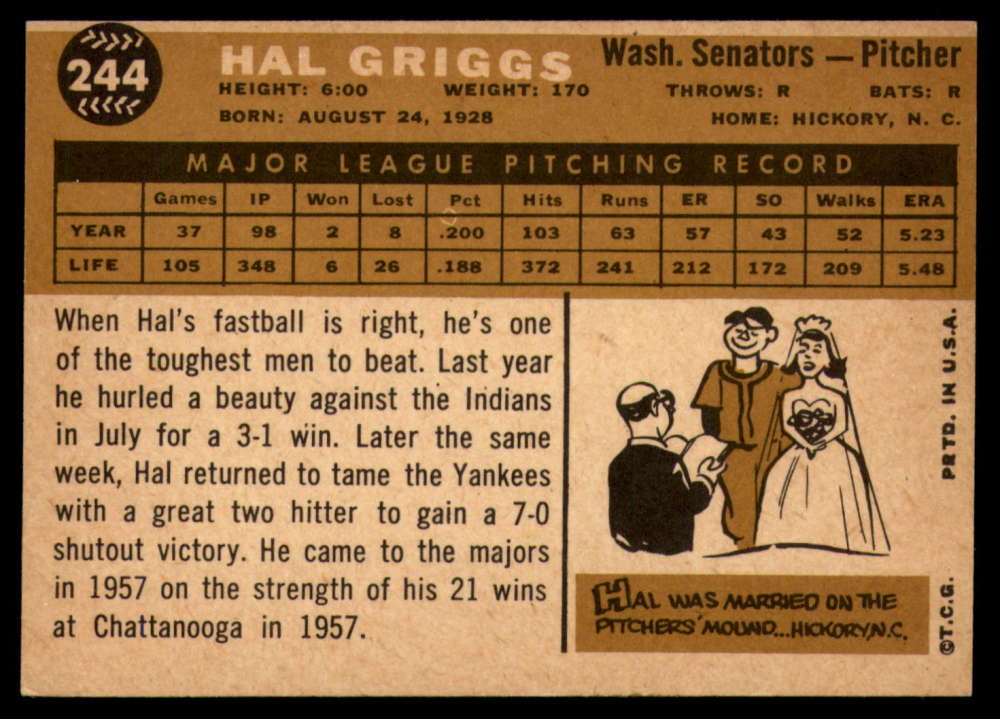 244
HAL GRIGGS
Wash. Senators — Pitcher
HEIGHT: 6:00 WEIGHT: 170 THROWS: R BATS: R
BORN: AUGUST 24, 1928 HOME: HICKORY, N. C.
MAJOR LEAGUE PITCHING RECORD
Games IP Won Lost Pct Hits Runs ER SO Walks ERA
YEAR 37 98 2 8 .200 103 63 57 43 52 5.23
LIFE 105 348 6 26 .188 372 241 212 172 209 5.48
When Hal's fastball is right, he's one
of the toughest men to beat. Last year
he hurled a beauty against the Indians
in July for a 3-1 win. Later the same
week, Hal returned to tame the Yankees
with a great two hitter to gain a 7-0
shutout victory. He came to the majors
in 1957 on the strength of his 21 wins
at Chattanooga in 1957.
HAL WAS MARRIED ON THE
PITCHERS' MOUND...HICKORY,N.C.
©T.C.G. PRTD. IN U.S.A.